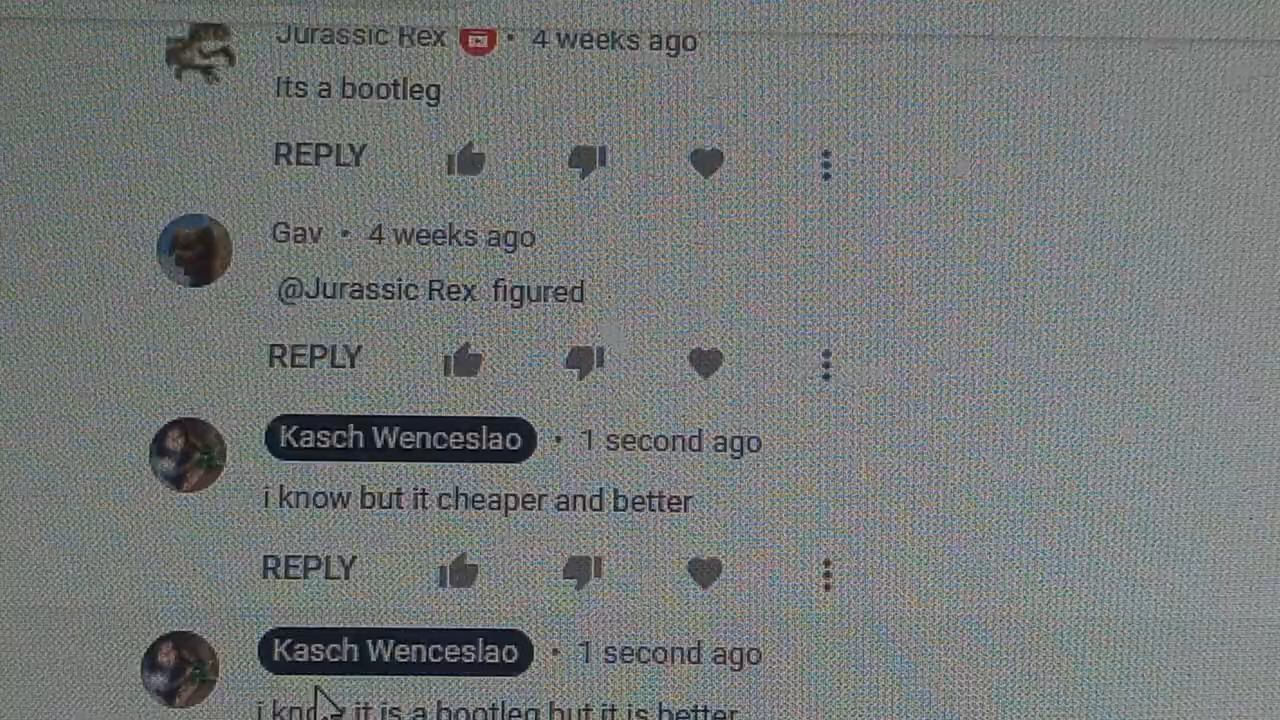 Jurassic Rex · 4 weeks ago
Its a bootleg
REPLY
Gav · 4 weeks ago
@Jurassic Rex figured
REPLY
Kasch Wenceslao · 1 second ago
i know but it cheaper and better
REPLY
Kasch Wenceslao · 1 second ago
i know it is a bootleg but it is better